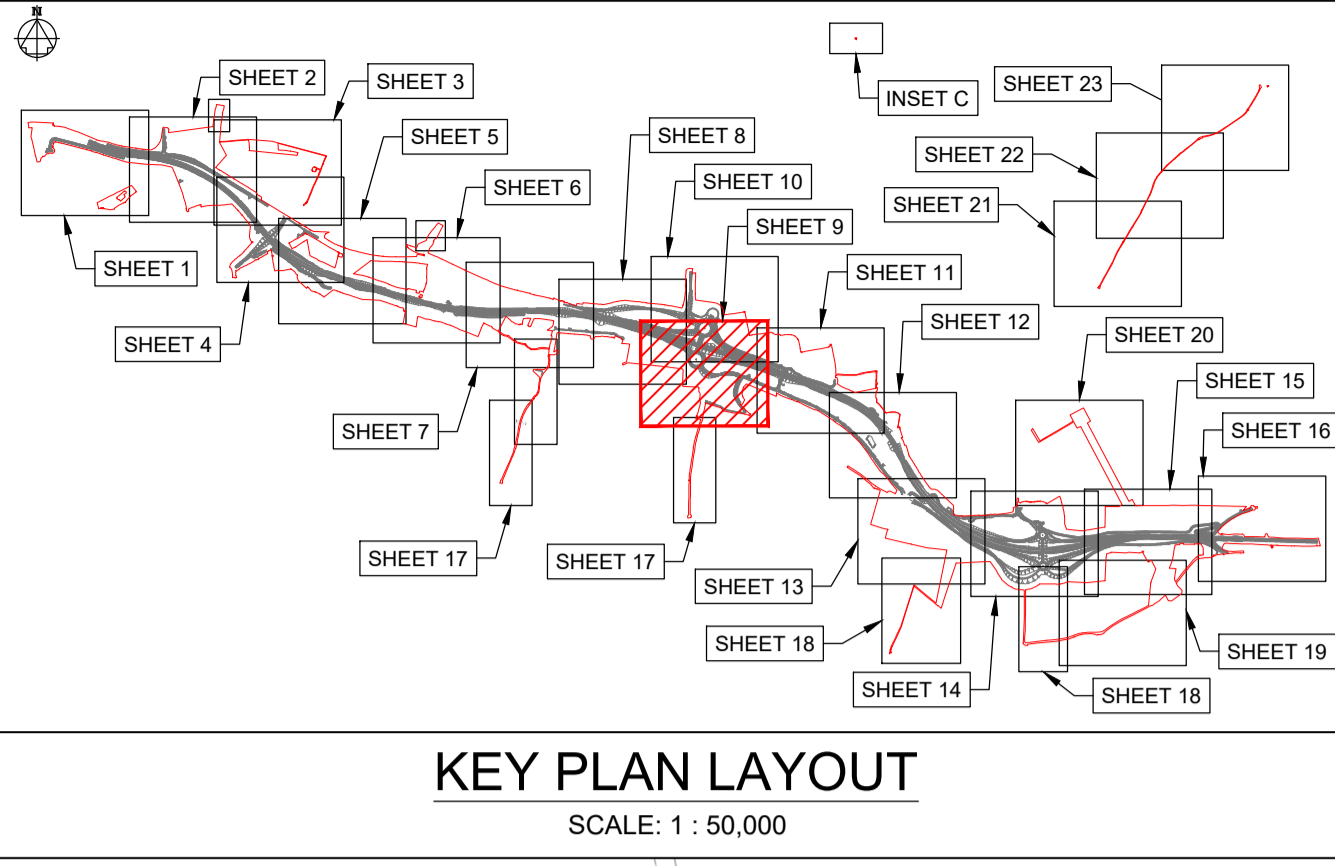 N
INSET C
SHEET 2
SHEET 3
SHEET 23
SHEET 5
SHEET 8
SHEET 22
SHEET 6
SHEET 10
SHEET 21
SHEET 9
SHEET 1
SHEET 11
SHEET 12
SHEET 4
SHEET 20
SHEET 15
SHEET 7
SHEET 16
SHEET 17
SHEET 17
SHEET 13
SHEET 18
SHEET 19
SHEET 14
SHEET 18
KEY PLAN LAYOUT
SCALE: 1 : 50,000